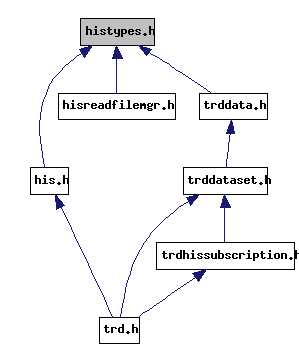 histypes.h
hisreadfilemgr.h
trddata.h
his.h
trddataset.h
trdhissubscription.h
trd.h